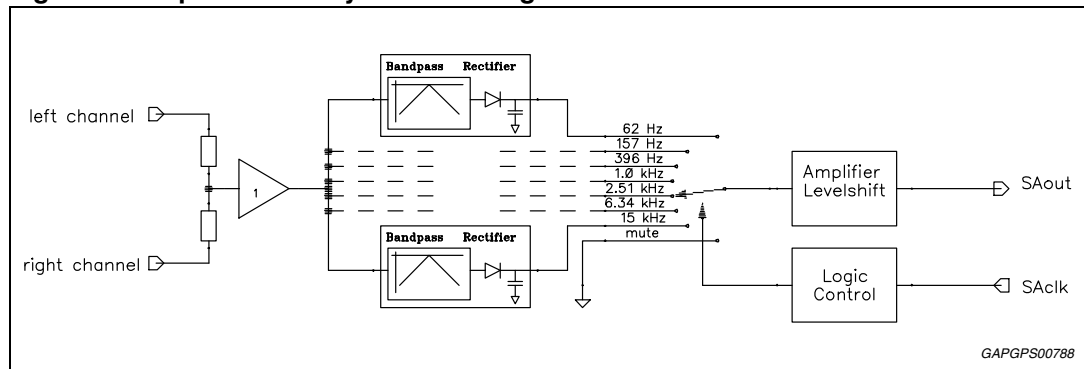 Bandpass Rectifier
left channel
62 Hz
157 Hz
396 Hz
1.0 kHz
2.51 kHz
6.34 kHz
15 kHz
mute
1
Amplifier
Levelshift
SAout
right channel
Bandpass Rectifier
Logic
Control
SAclk
GAPGPS00788